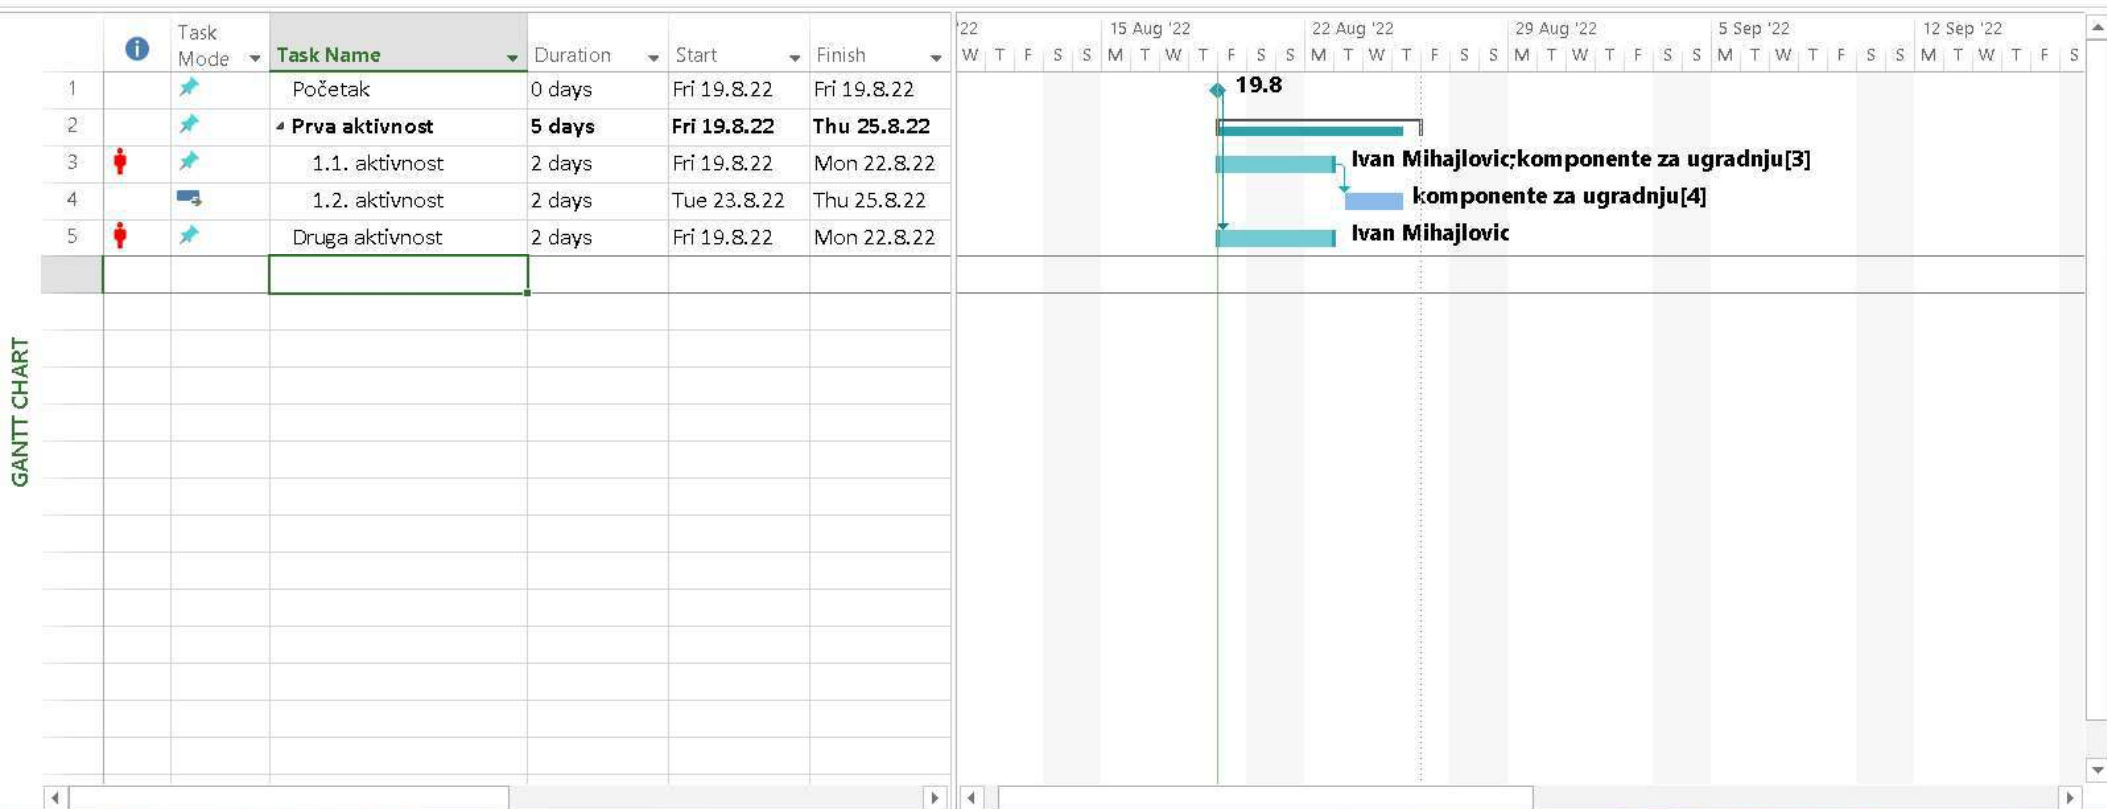 Task Mode
Task Name
Duration
Start
Finish
'22
15 Aug '22
22 Aug '22
29 Aug '22
5 Sep '22
12 Sep '22
W T F S S M T W T F S S M T W T F S S M T W T F S S M T W T F S S M T W T F S
1 Početak 0 days Fri 19.8.22 Fri 19.8.22 19.8
2 Prva aktivnost 5 days Fri 19.8.22 Thu 25.8.22
3 1.1. aktivnost 2 days Fri 19.8.22 Mon 22.8.22 Ivan Mihajlovic;komponente za ugradnju[3]
4 1.2. aktivnost 2 days Tue 23.8.22 Thu 25.8.22 komponente za ugradnju[4]
5 Druga aktivnost 2 days Fri 19.8.22 Mon 22.8.22 Ivan Mihajlovic
GANTT CHART